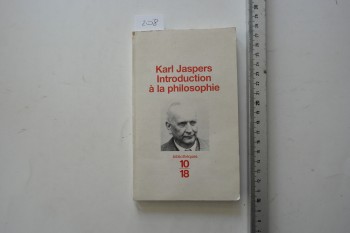 Karl Jaspers
Introduction
à la philosophie
10
18